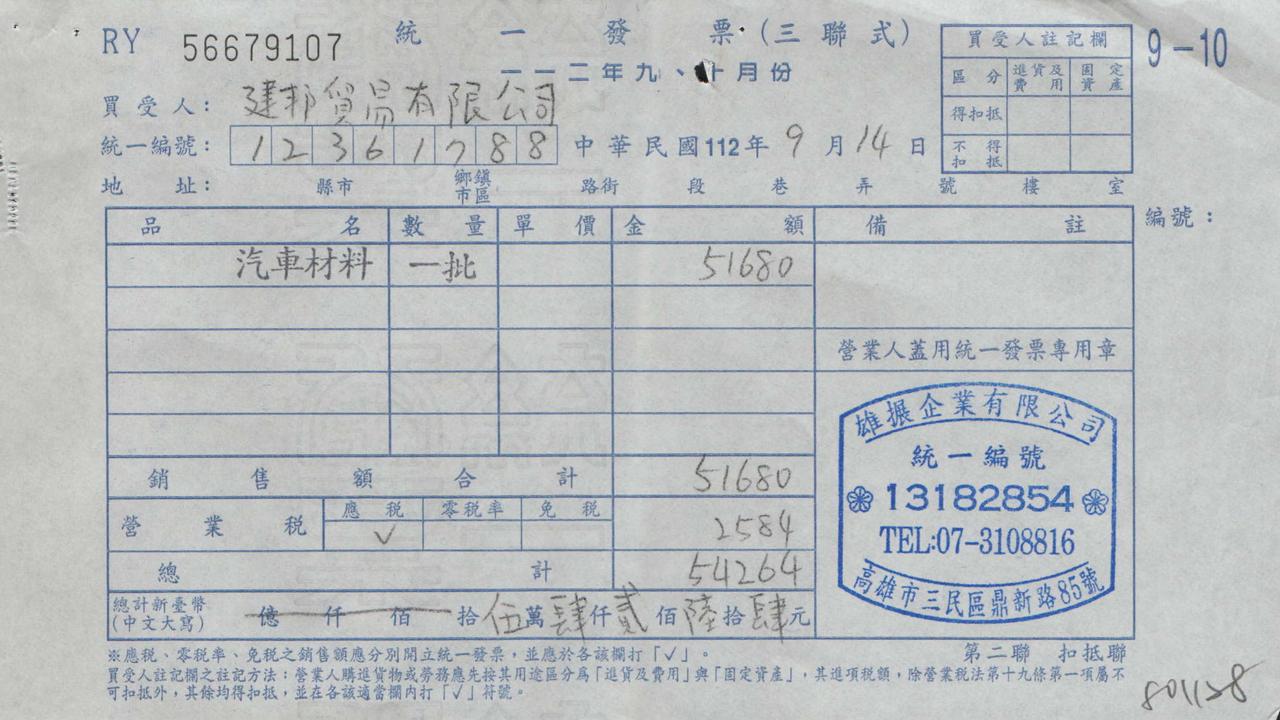 RY 56679107 統一發票(三聯式) 9-10
一一二年九、十月份
買受人: 建邦貿易有限公司
統一編號: 12361788 中華民國112年9月14日
地址: 縣市 鄉鎮市區 路街 段 巷 弄 號 樓 室
買受人註記欄
區分 進貨及費用 固定資產
得扣抵
不得扣抵
編號:
品名 數量 單價 金額 備註
汽車材料 一批 51680
營業人蓋用統一發票專用章
銷售額合計 51680
營業稅 應稅 零稅率 免稅 2584
✓
總計 54264
總計新臺幣(中文大寫) 億 仟 佰 拾 伍萬肆仟貳佰陸拾肆元
雄搌企業有限公司
統一編號
13182854
TEL:07-3108816
高雄市三民區鼎新路85號
※應稅、零稅率、免稅之銷售額應分別開立統一發票,並應於各該欄打「✓」。
第二聯 扣抵聯
買受人註記欄之註記方法:營業人購進貨物或勞務應先按其用途區分為「進貨及費用」與「固定資產」,其進項稅額,除營業稅法第十九條第一項屬不
可扣抵外,其餘均得扣抵,並在各該適當欄內打「✓」符號。